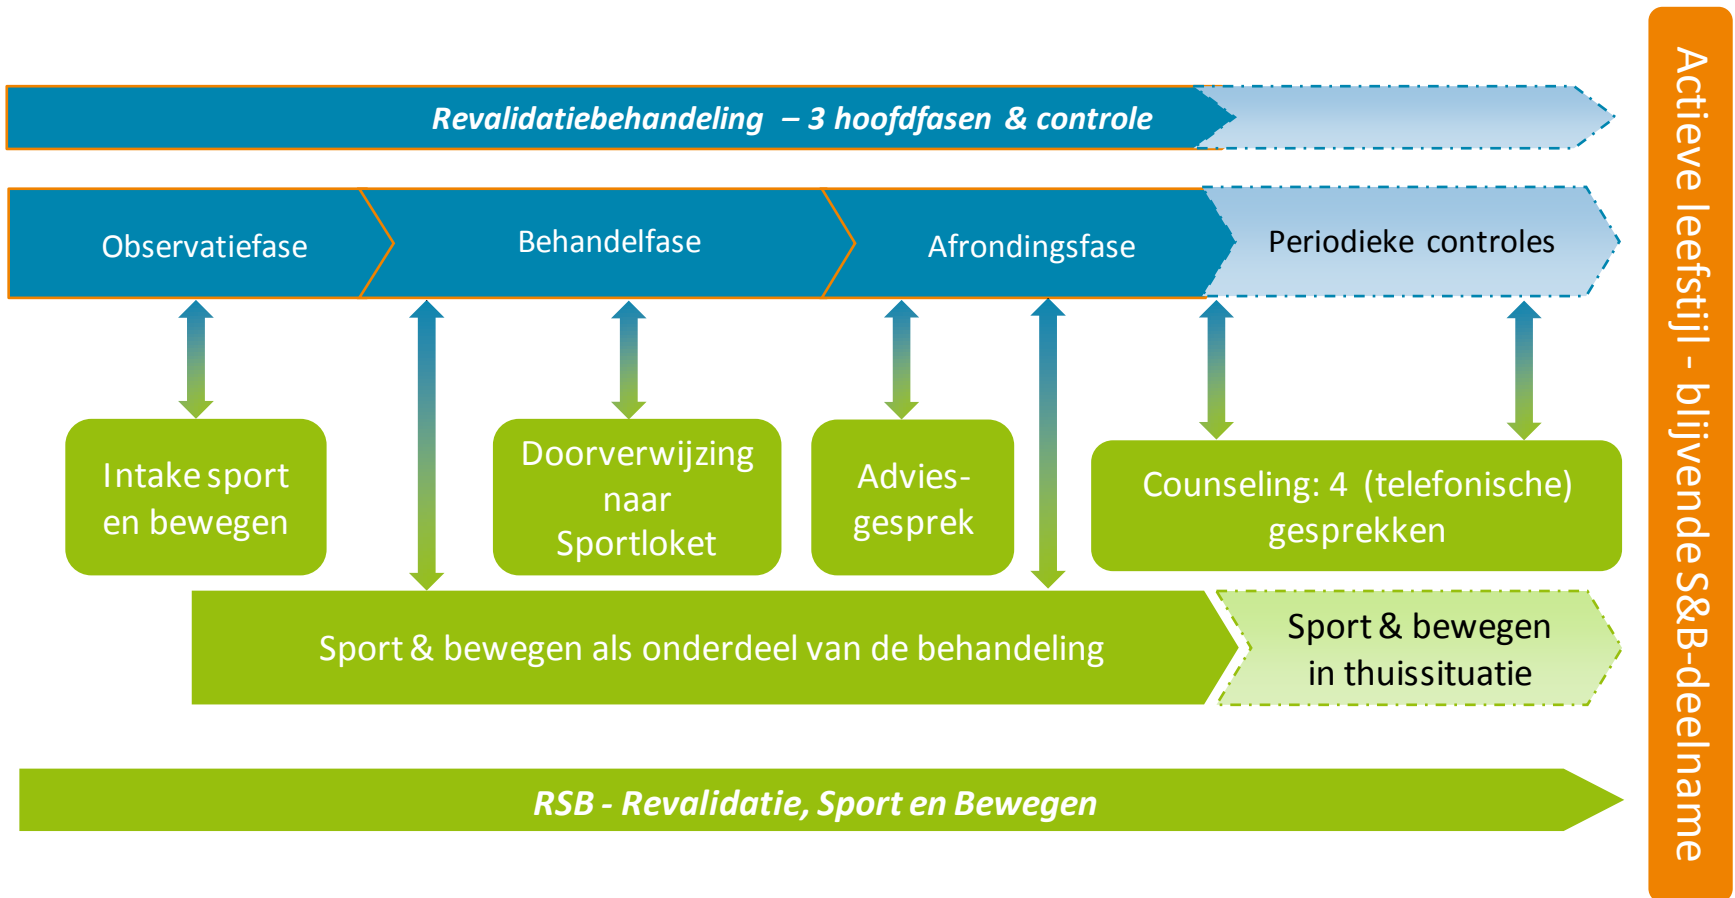 Revalidatiebehandeling – 3 hoofdfasen & controle
Observatiefase
Behandelfase
Afrondingsfase
Periodieke controles
Intake sport
en bewegen
Doorverwijzing
naar
Sportloket
Advies-
gesprek
Counseling: 4 (telefonische)
gesprekken
Sport & bewegen als onderdeel van de behandeling
Sport & bewegen
in thuissituatie
RSB - Revalidatie, Sport en Bewegen
Actieve leefstijl - blijvende S&B-deelname